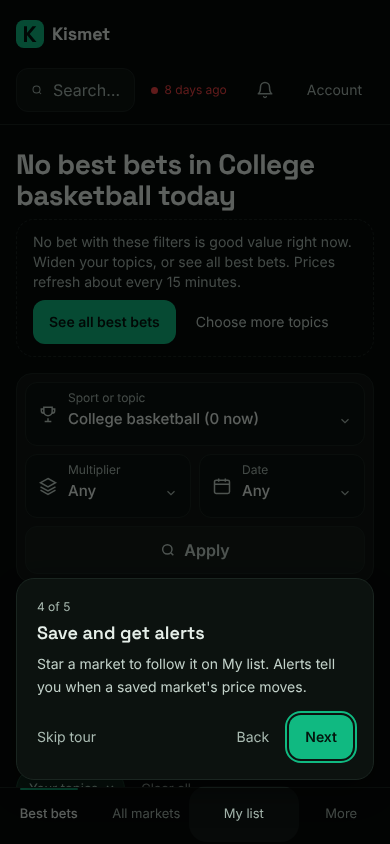 Kismet
Search...
8 days ago
Account
No best bets in College
basketball today
No bet with these filters is good value right now.
Widen your topics, or see all best bets. Prices
refresh about every 15 minutes.
See all best bets
Choose more topics
Sport or topic
College basketball (0 now)
Multiplier
Any
Date
Any
Apply
4 of 5
Save and get alerts
Star a market to follow it on My list. Alerts tell
you when a saved market's price moves.
Skip tour
Back
Next
Your topics
Clear all
Best bets
All markets
My list
More